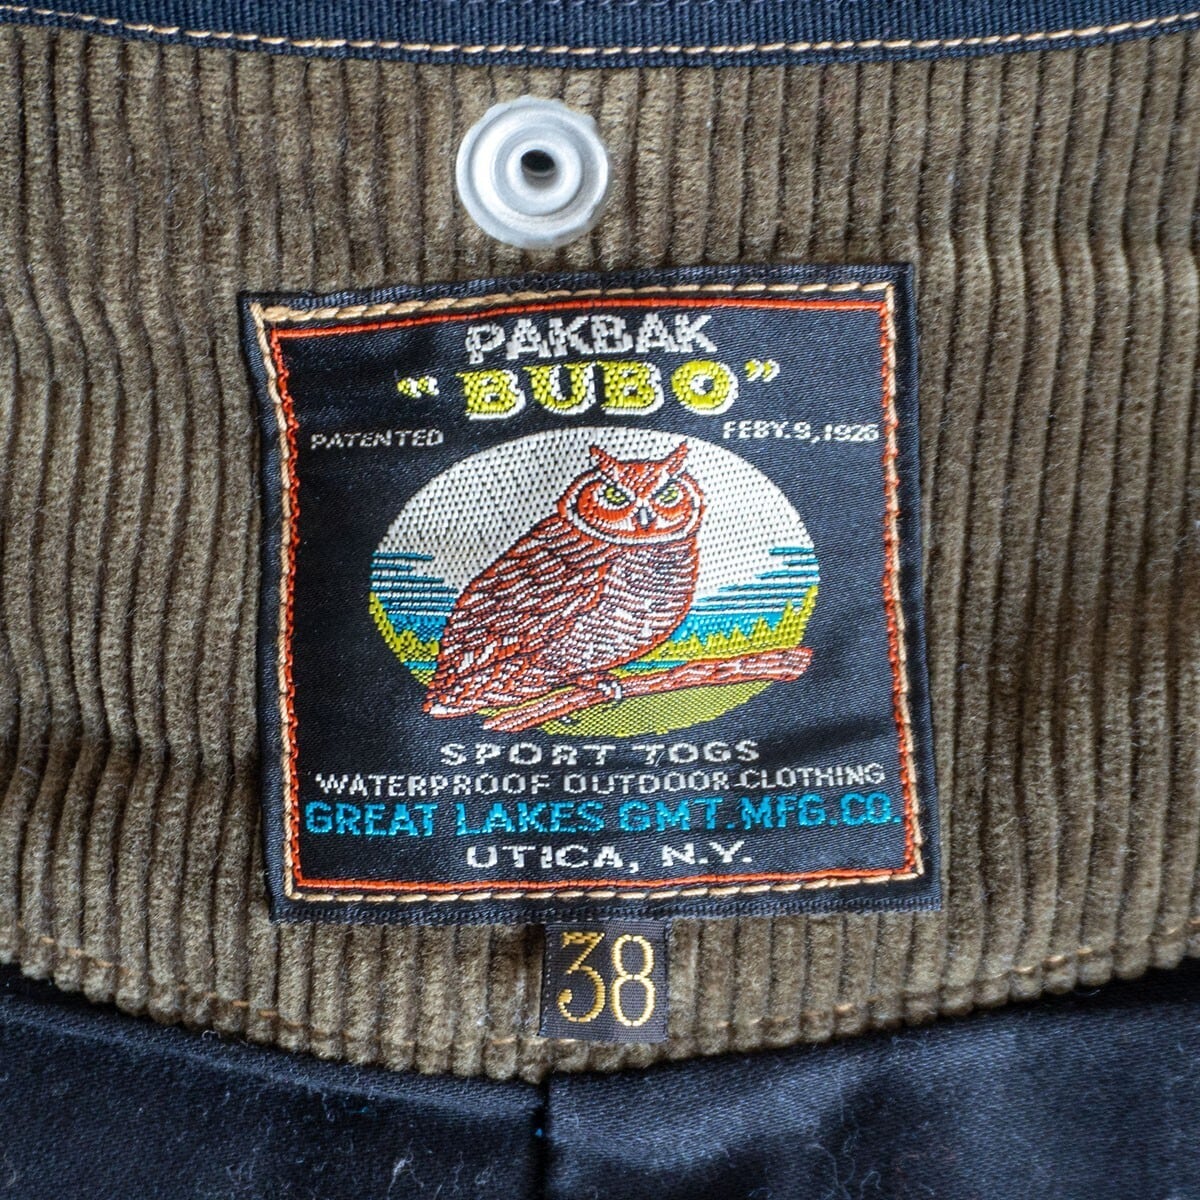 PAKBAK
"BUBO"
PATENTED FEBY. 9, 1926
SPORT TOGS
WATERPROOF OUTDOOR CLOTHING
GREAT LAKES GMT. MFG. CO.
UTICA, N.Y.
38